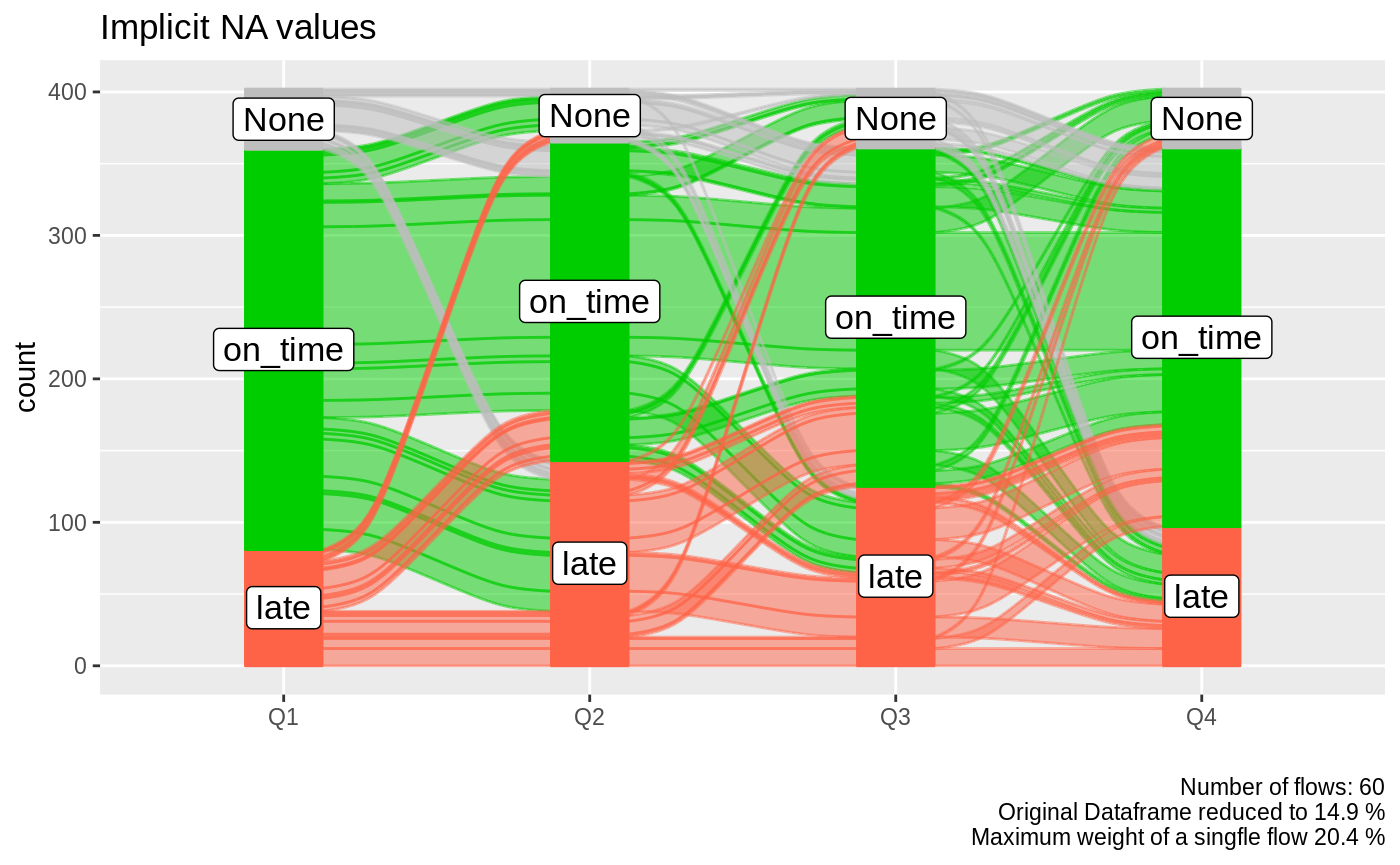 Implicit NA values
400
300
200
100
0
count
None
None
None
None
on_time
on_time
on_time
on_time
late
late
late
late
Q1
Q2
Q3
Q4
Number of flows: 60
Original Dataframe reduced to 14.9 %
Maximum weight of a singfle flow 20.4 %